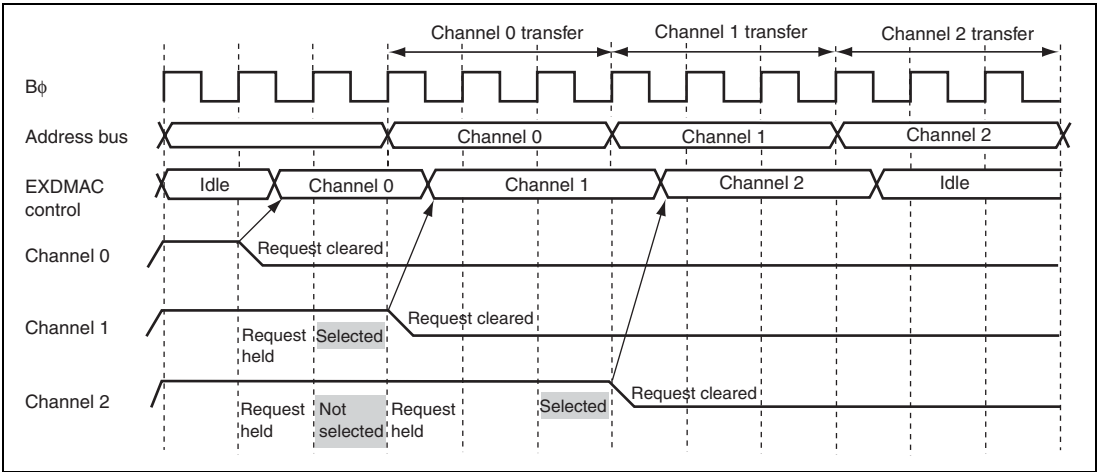 Channel 0 transfer Channel 1 transfer Channel 2 transfer
Bϕ
Address bus Channel 0 Channel 1 Channel 2
EXDMAC control Idle Channel 0 Channel 1 Channel 2 Idle
Channel 0 Request cleared
Channel 1 Request held Selected Request cleared
Channel 2 Request held Not selected Request held Selected Request cleared